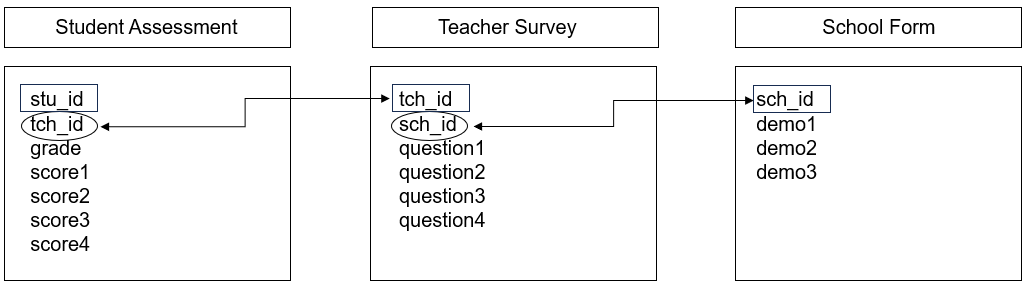 Student Assessment
Teacher Survey
School Form
stu_id
tch_id
grade
score1
score2
score3
score4
tch_id
sch_id
question1
question2
question3
question4
sch_id
demo1
demo2
demo3